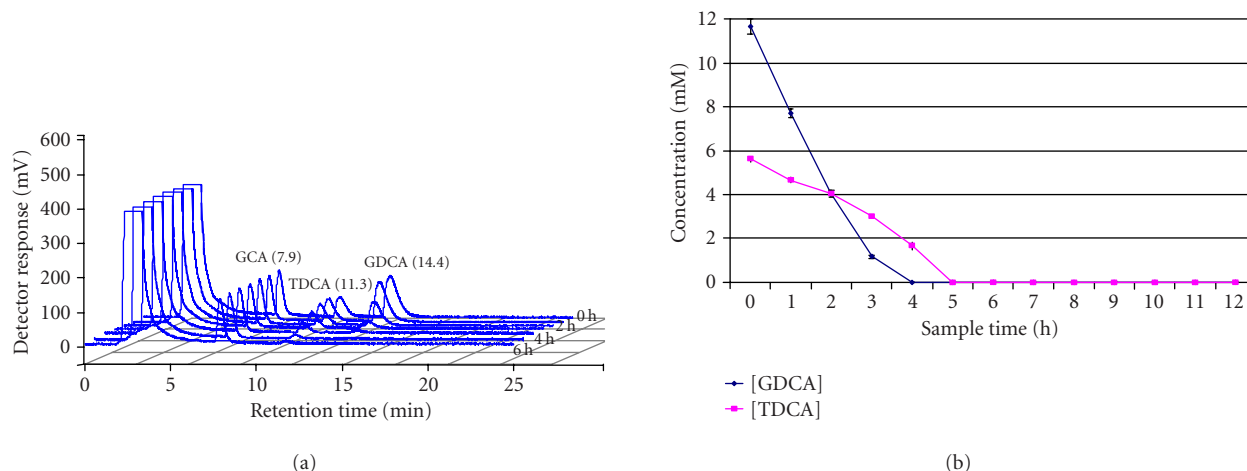 600
500
400
300
200
100
0
Detector response (mV)
GCA (7.9)
TDCA (11.3)
GDCA (14.4)
0 h
2 h
4 h
6 h
0 5 10 15 20 25
Retention time (min)
(a)
12
10
8
6
4
2
0
Concentration (mM)
0 1 2 3 4 5 6 7 8 9 10 11 12
Sample time (h)
[GDCA]
[TDCA]
(b)